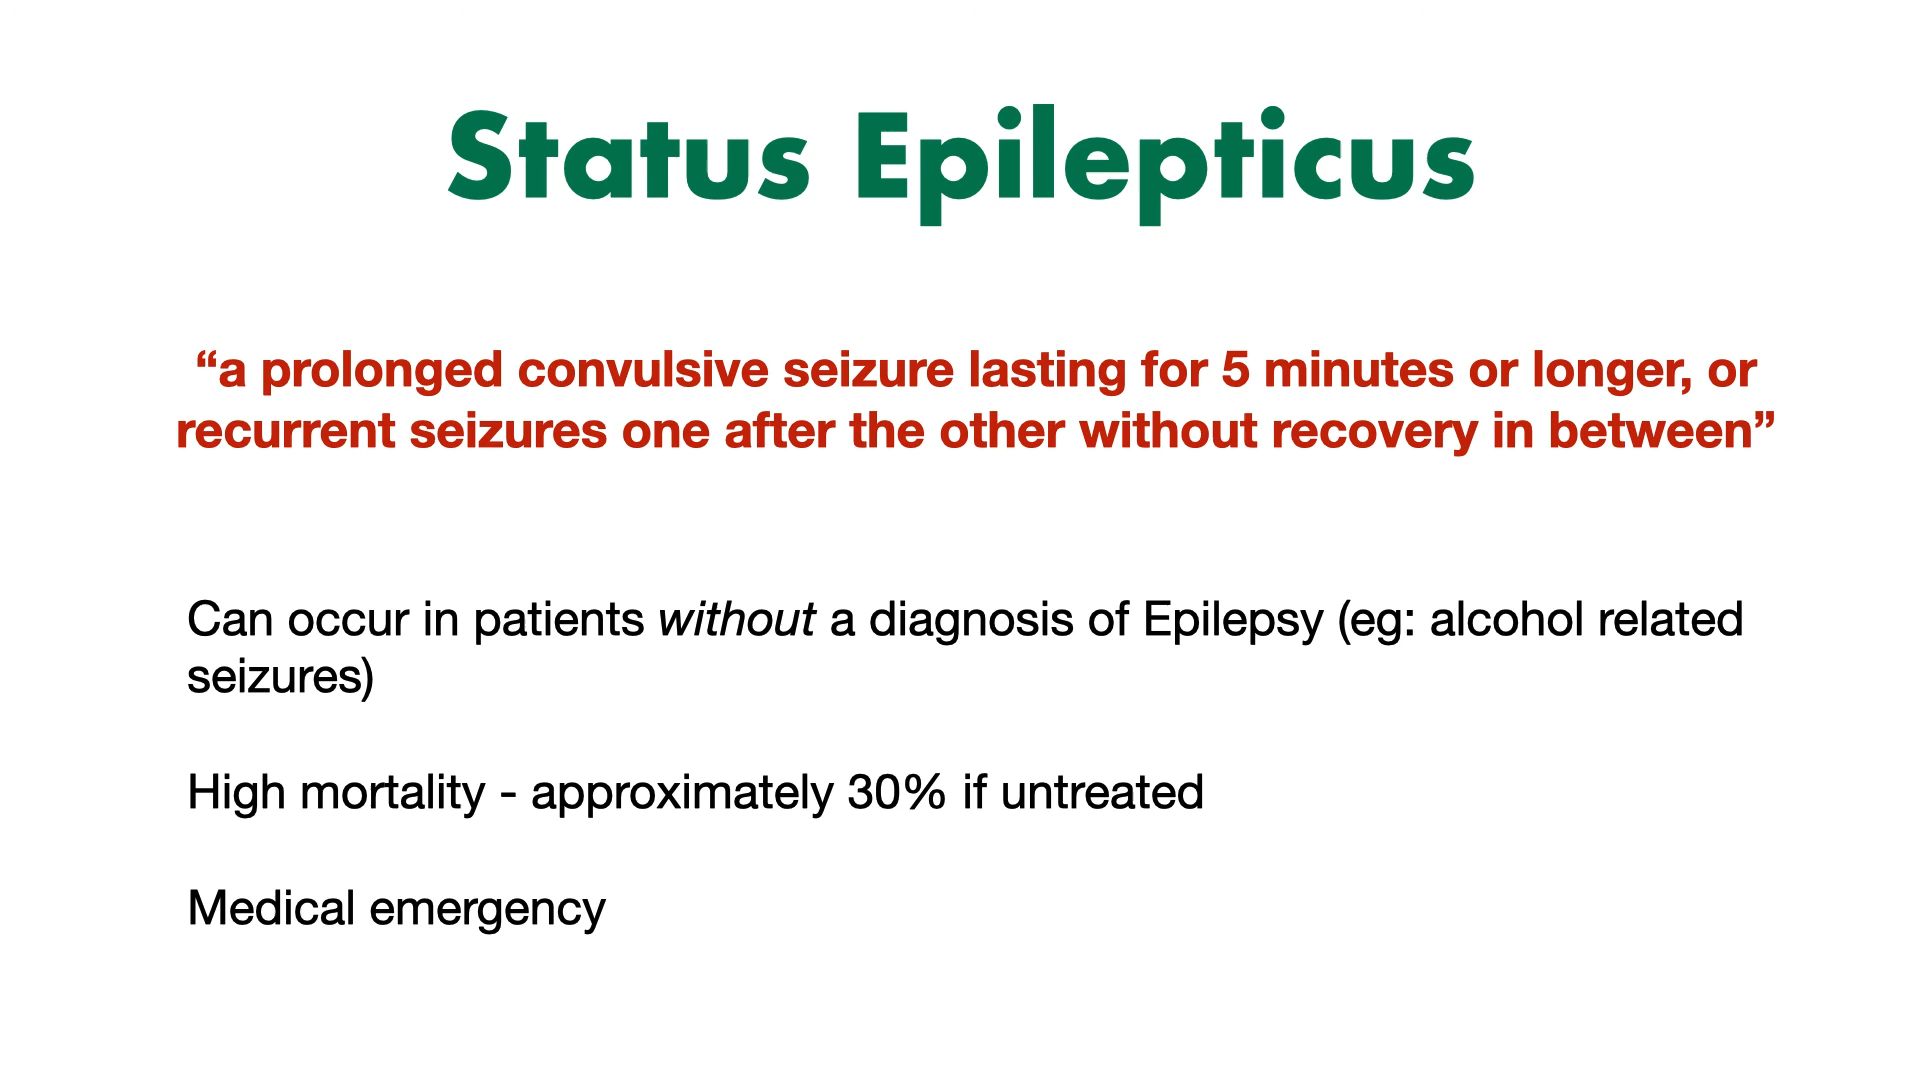 Status Epilepticus
“a prolonged convulsive seizure lasting for 5 minutes or longer, or
recurrent seizures one after the other without recovery in between”
Can occur in patients without a diagnosis of Epilepsy (eg: alcohol related
seizures)
High mortality - approximately 30% if untreated
Medical emergency